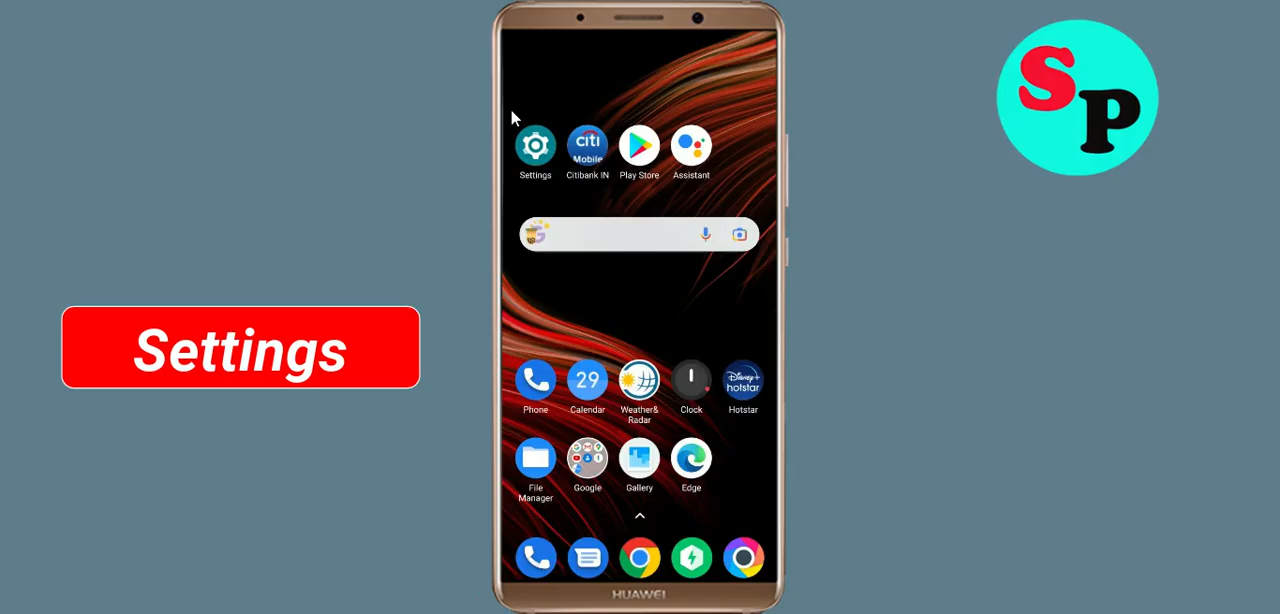 SP
citi
Mobile
Settings
Citibank IN
Play Store
Assistant
G
Settings
29
Disney+
hotstar
Phone
Calendar
Weather&
Radar
Clock
Hotstar
File
Manager
Google
Gallery
Edge
HUAWEI